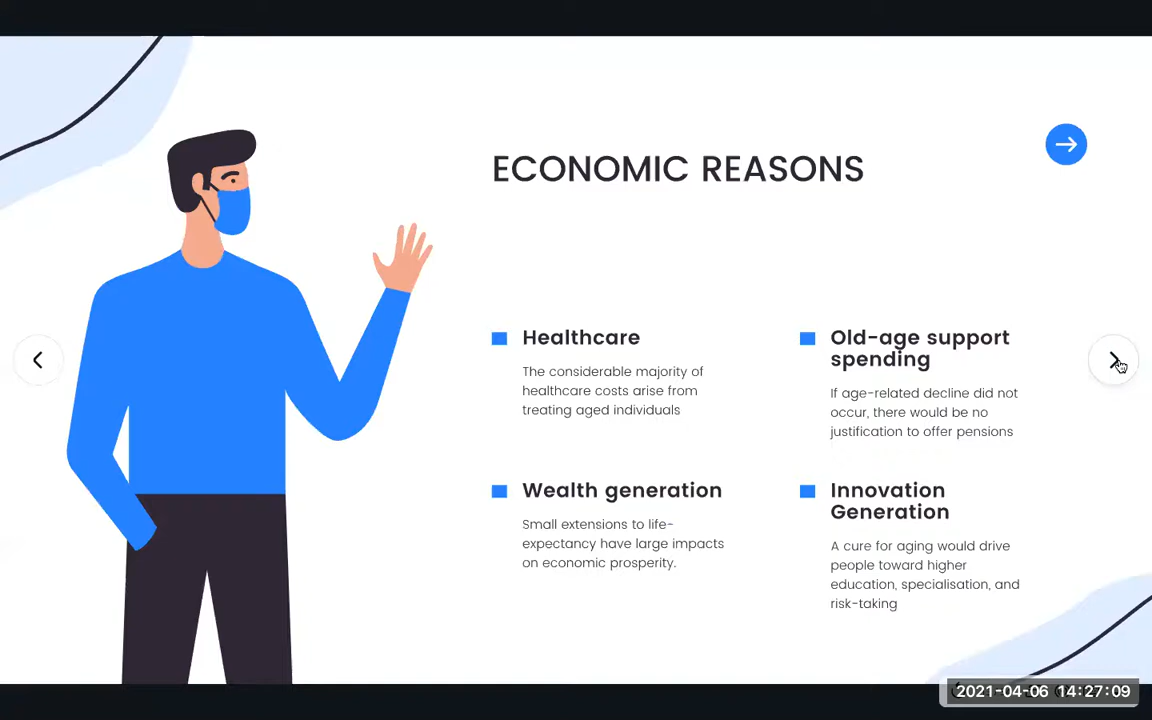 ECONOMIC REASONS
Healthcare
The considerable majority of
healthcare costs arise from
treating aged individuals
Old-age support
spending
If age-related decline did not
occur, there would be no
justification to offer pensions
Wealth generation
Small extensions to life-
expectancy have large impacts
on economic prosperity.
Innovation
Generation
A cure for aging would drive
people toward higher
education, specialisation, and
risk-taking
2021-04-06 14:27:09